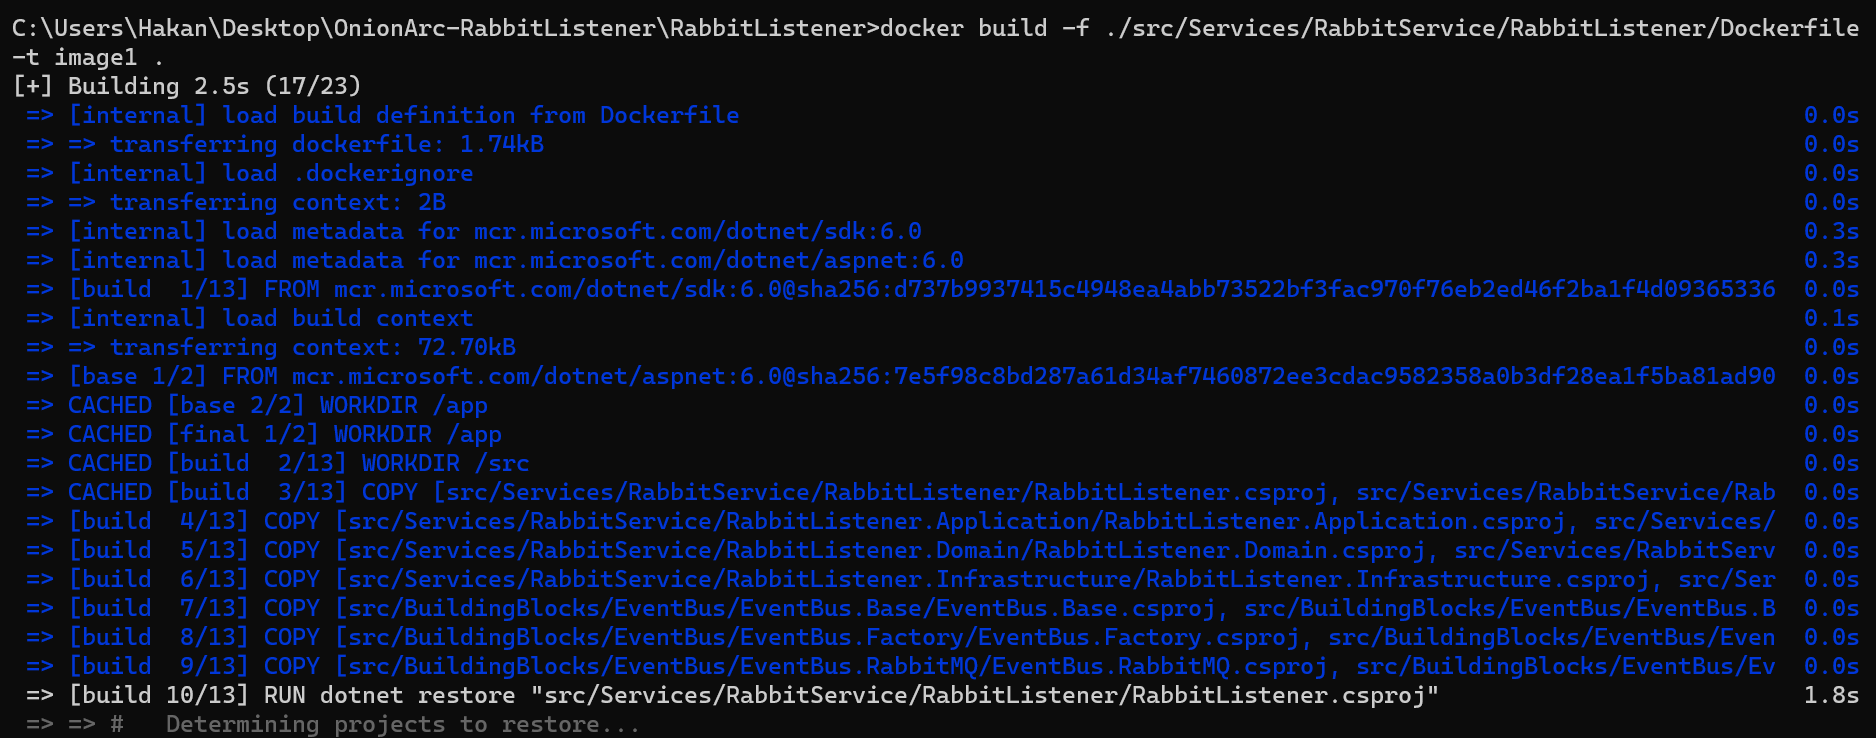 C:\Users\Hakan\Desktop\OnionArc-RabbitListener\RabbitListener>docker build -f ./src/Services/RabbitService/RabbitListener/Dockerfile
-t image1 .
[+] Building 2.5s (17/23)
=> [internal] load build definition from Dockerfile 0.0s
=> => transferring dockerfile: 1.74kB 0.0s
=> [internal] load .dockerignore 0.0s
=> => transferring context: 2B 0.0s
=> [internal] load metadata for mcr.microsoft.com/dotnet/sdk:6.0 0.3s
=> [internal] load metadata for mcr.microsoft.com/dotnet/aspnet:6.0 0.3s
=> [build  1/13] FROM mcr.microsoft.com/dotnet/sdk:6.0@sha256:d737b9937415c4948ea4abb73522bf3fac970f76eb2ed46f2ba1f4d09365336 0.0s
=> [internal] load build context 0.1s
=> => transferring context: 72.70kB 0.0s
=> [base 1/2] FROM mcr.microsoft.com/dotnet/aspnet:6.0@sha256:7e5f98c8bd287a61d34af7460872ee3cdac9582358a0b3df28ea1f5ba81ad90 0.0s
=> CACHED [base 2/2] WORKDIR /app 0.0s
=> CACHED [final 1/2] WORKDIR /app 0.0s
=> CACHED [build  2/13] WORKDIR /src 0.0s
=> CACHED [build  3/13] COPY [src/Services/RabbitService/RabbitListener/RabbitListener.csproj, src/Services/RabbitService/Rab 0.0s
=> [build  4/13] COPY [src/Services/RabbitService/RabbitListener.Application/RabbitListener.Application.csproj, src/Services/ 0.0s
=> [build  5/13] COPY [src/Services/RabbitService/RabbitListener.Domain/RabbitListener.Domain.csproj, src/Services/RabbitServ 0.0s
=> [build  6/13] COPY [src/Services/RabbitService/RabbitListener.Infrastructure/RabbitListener.Infrastructure.csproj, src/Ser 0.0s
=> [build  7/13] COPY [src/BuildingBlocks/EventBus/EventBus.Base/EventBus.Base.csproj, src/BuildingBlocks/EventBus/EventBus.B 0.0s
=> [build  8/13] COPY [src/BuildingBlocks/EventBus/EventBus.Factory/EventBus.Factory.csproj, src/BuildingBlocks/EventBus/Even 0.0s
=> [build  9/13] COPY [src/BuildingBlocks/EventBus/EventBus.RabbitMQ/EventBus.RabbitMQ.csproj, src/BuildingBlocks/EventBus/Ev 0.0s
=> [build 10/13] RUN dotnet restore "src/Services/RabbitService/RabbitListener/RabbitListener.csproj" 1.8s
=> => #   Determining projects to restore...